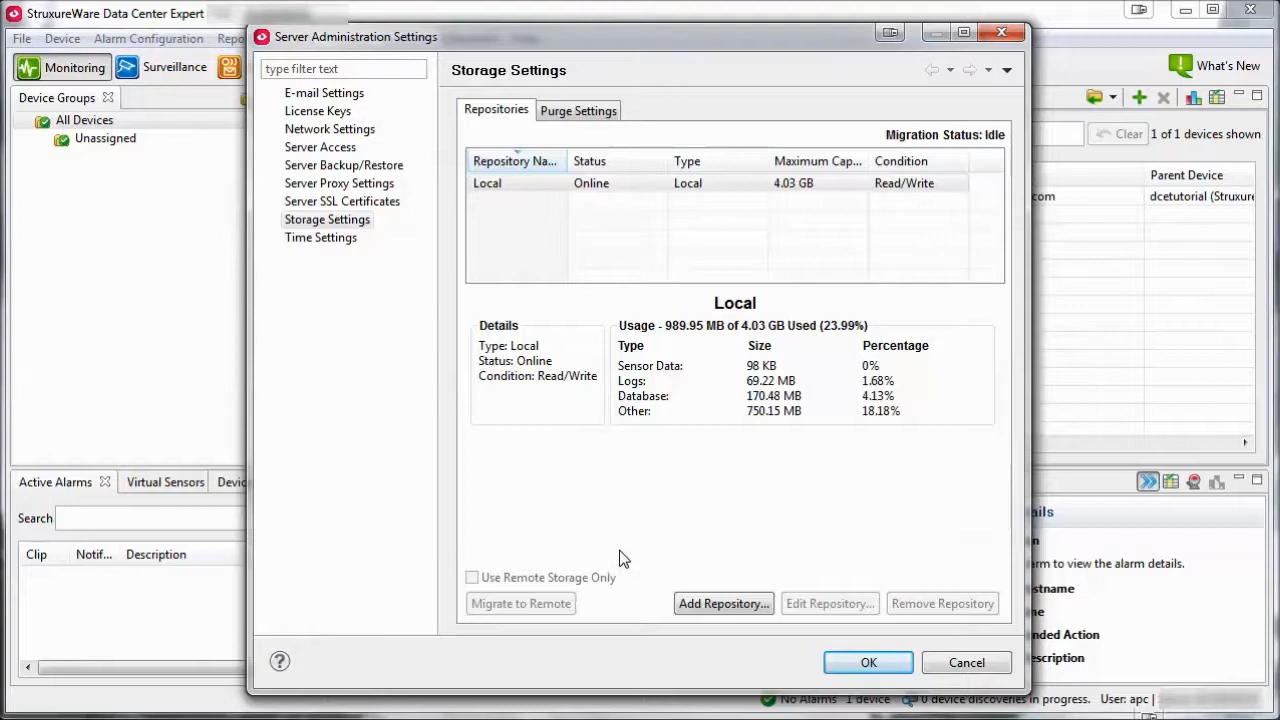 StruxureWare Data Center Expert
File Device Alarm Configuration
Monitoring Surveillance
What's New
Device Groups
All Devices
Unassigned
Clear 1 of 1 devices shown
Parent Device
com dcetutorial (Struxure
Server Administration Settings
type filter text
E-mail Settings
License Keys
Network Settings
Server Access
Server Backup/Restore
Server Proxy Settings
Server SSL Certificates
Storage Settings
Time Settings
Storage Settings
Repositories Purge Settings
Migration Status: Idle
Repository Na... Status Type Maximum Cap... Condition
Local Online Local 4.03 GB Read/Write
Local
Details
Type: Local
Status: Online
Condition: Read/Write
Usage - 989.95 MB of 4.03 GB Used (23.99%)
Type Size Percentage
Sensor Data: 98 KB 0%
Logs: 69.22 MB 1.68%
Database: 170.48 MB 4.13%
Other: 750.15 MB 18.18%
Use Remote Storage Only
Migrate to Remote Add Repository... Edit Repository... Remove Repository
OK Cancel
Active Alarms Virtual Sensors
Search
Clip Notif... Description
ails
rm to view the alarm details.
stname
me
nded Action
escription
No Alarms 1 device 0 device discoveries in progress. User: apc |